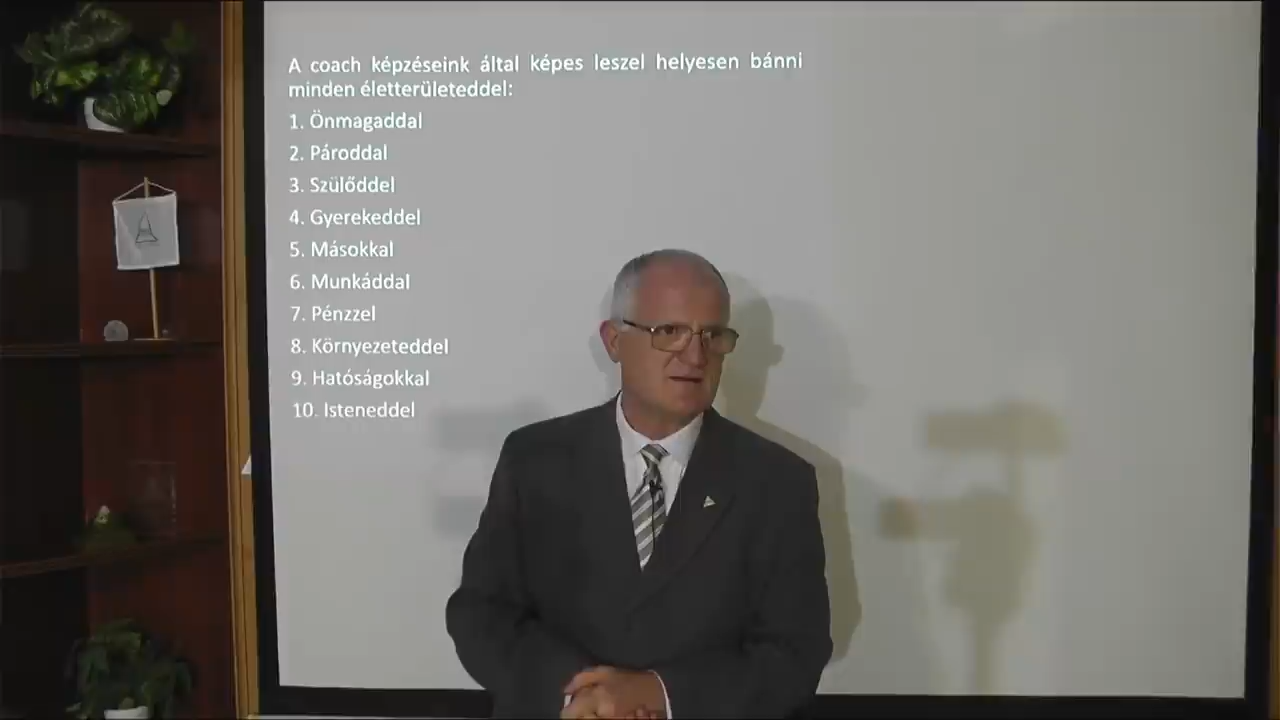 A coach képzéseink által képes leszel helyesen bánni
minden életterületeddel:
1. Önmagaddal
2. Pároddal
3. Szülőddel
4. Gyerekeddel
5. Másokkal
6. Munkáddal
7. Pénzzel
8. Környezeteddel
9. Hatóságokkal
10. Isteneddel